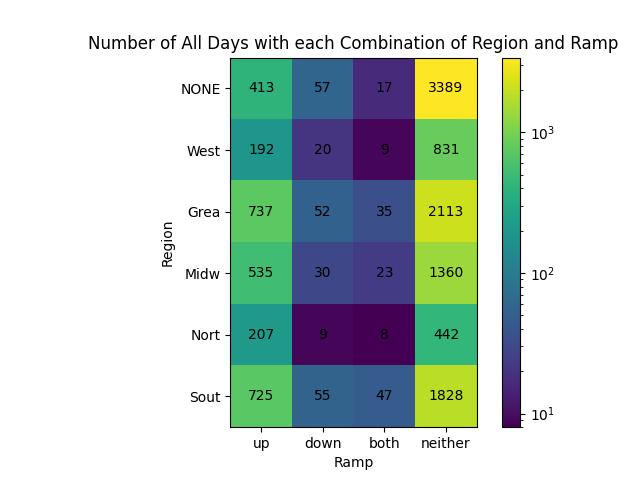 Number of All Days with each Combination of Region and Ramp
NONE 413 57 17 3389
West 192 20 9 831
Grea 737 52 35 2113
Midw 535 30 23 1360
Nort 207 9 8 442
Sout 725 55 47 1828
up down both neither
Ramp
Region
10³
10²
10¹